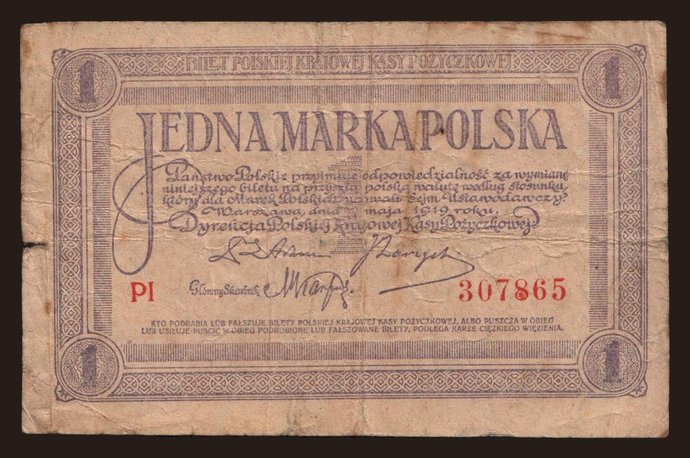 BILET POLSKIEJ KRAJOWEJ KASY POŻYCZKOWEJ
1 1
JEDNA MARKA POLSKA
Państwo Polskie przyjmuje odpowiedzialność za wymianę
niniejszego biletu na przyszłą polską walutę według stosunku,
który dla Marek Polskich uchwali Sejm Ustawodawczy
Warszawa, dnia maja 1919 roku.
Dyrekcja Polskiej Krajowej Kasy Pożyczkowej
Główny Skarbnik
PI 307865
KTO PODRABIA LUB FAŁSZUJE BILETY POLSKIEJ KRAJOWEJ KASY POŻYCZKOWEJ, ALBO PUSZCZA W OBIEG
LUB USIŁUJE PUŚCIĆ W OBIEG PODROBIONE LUB FAŁSZOWANE BILETY, PODLEGA KARZE CIĘŻKIEGO WIĘZIENIA.
1 1